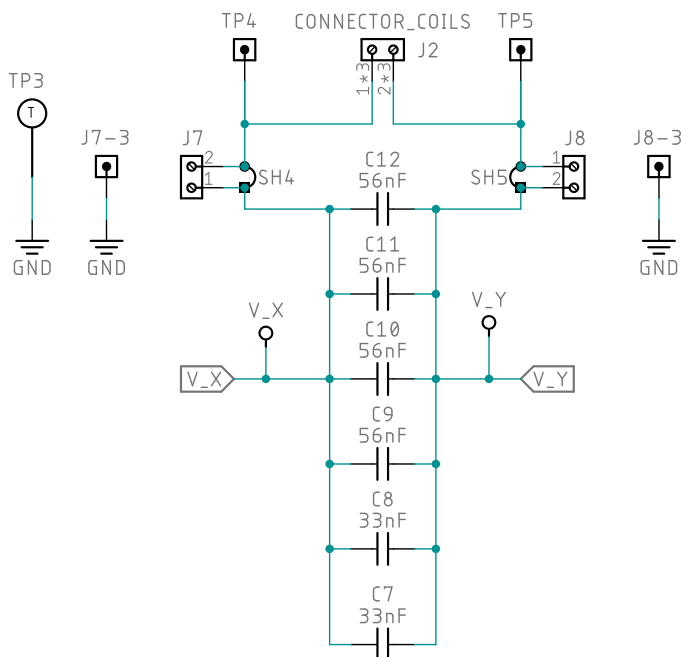 TP4
CONNECTOR_COILS
TP5
J2
1*3
2*3
TP3
T
J7-3
J7
2
1
SH4
GND
GND
C12
56nF
SH5
J8
1
2
J8-3
GND
C11
56nF
V_X
C10
56nF
V_Y
V_X
V_Y
C9
56nF
C8
33nF
C7
33nF